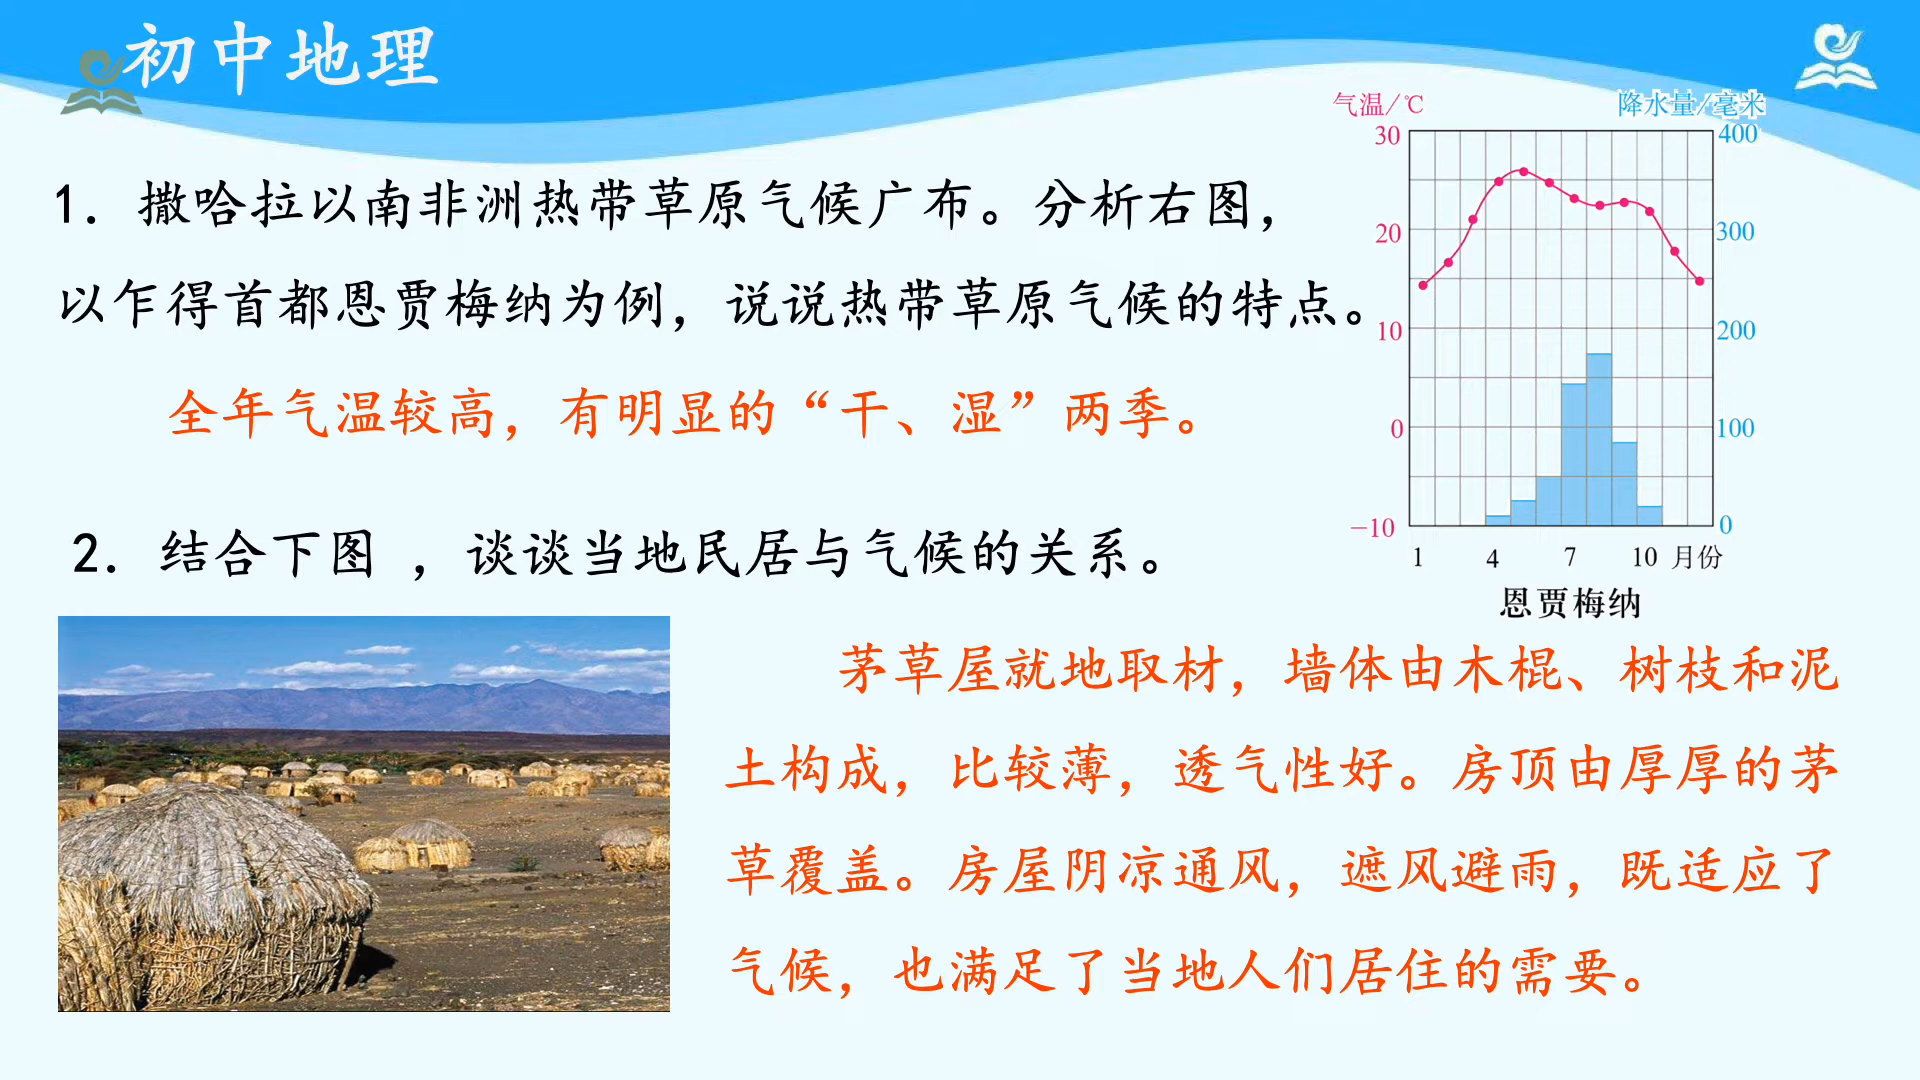 初中地理
气温/℃ 降水量/毫米
30 400
20 300
10 200
0 100
-10 0
1 4 7 10 月份
恩贾梅纳
1. 撒哈拉以南非洲热带草原气候广布。分析右图，
以乍得首都恩贾梅纳为例，说说热带草原气候的特点。
全年气温较高，有明显的“干、湿”两季。
2. 结合下图 ，谈谈当地民居与气候的关系。
茅草屋就地取材，墙体由木棍、树枝和泥
土构成，比较薄，透气性好。房顶由厚厚的茅
草覆盖。房屋阴凉通风，遮风避雨，既适应了
气候，也满足了当地人们居住的需要。